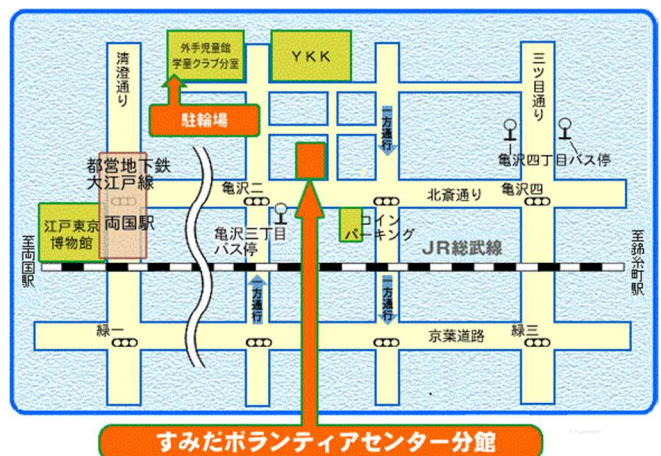 外手児童館
学童クラブ分室
YKK
清澄通り
三ツ目通り
駐輪場
一方通行
亀沢四丁目バス停
都営地下鉄
大江戸線
両国駅
亀沢二
北斎通り
亀沢四
江戸東京
博物館
亀沢三丁目
バス停
コイン
パーキング
JR総武線
至両国駅
至錦糸町駅
一方通行
一方通行
緑一
京葉道路
緑三
すみだボランティアセンター分館